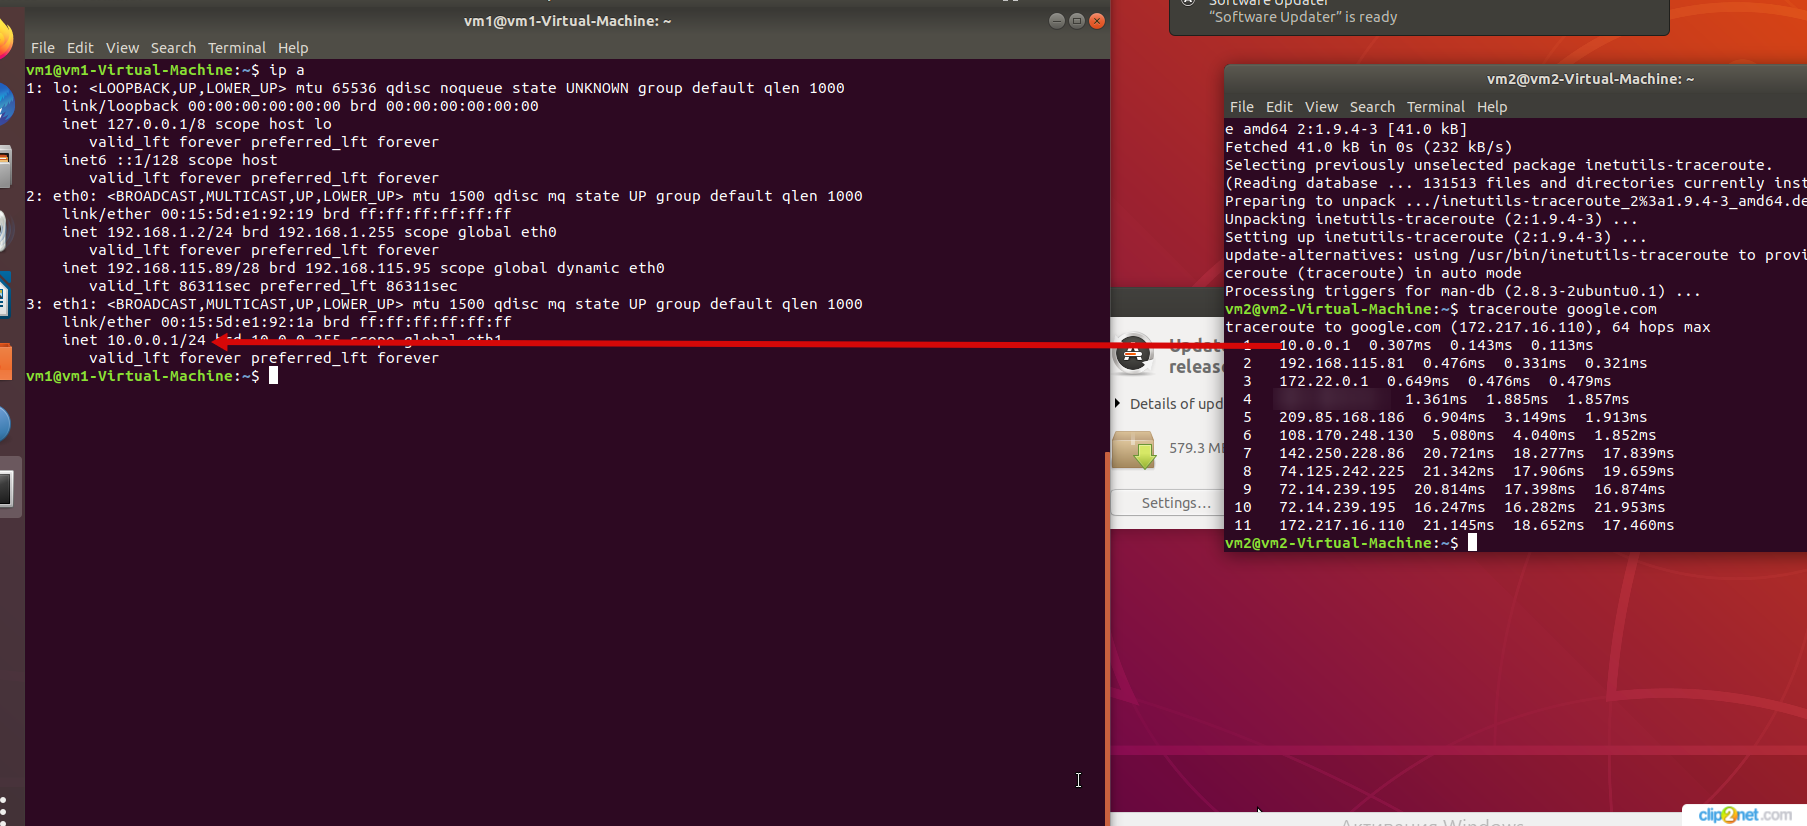 vm1@vm1-Virtual-Machine: ~
File Edit View Search Terminal Help
vm1@vm1-Virtual-Machine:~$ ip a
1: lo: <LOOPBACK,UP,LOWER_UP> mtu 65536 qdisc noqueue state UNKNOWN group default qlen 1000
    link/loopback 00:00:00:00:00:00 brd 00:00:00:00:00:00
    inet 127.0.0.1/8 scope host lo
       valid_lft forever preferred_lft forever
    inet6 ::1/128 scope host
       valid_lft forever preferred_lft forever
2: eth0: <BROADCAST,MULTICAST,UP,LOWER_UP> mtu 1500 qdisc mq state UP group default qlen 1000
    link/ether 00:15:5d:e1:92:19 brd ff:ff:ff:ff:ff:ff
    inet 192.168.1.2/24 brd 192.168.1.255 scope global eth0
       valid_lft forever preferred_lft forever
    inet 192.168.115.89/28 brd 192.168.115.95 scope global dynamic eth0
       valid_lft 86311sec preferred_lft 86311sec
3: eth1: <BROADCAST,MULTICAST,UP,LOWER_UP> mtu 1500 qdisc mq state UP group default qlen 1000
    link/ether 00:15:5d:e1:92:1a brd ff:ff:ff:ff:ff:ff
    inet 10.0.0.1/24 brd 10.0.0.255 scope global eth1
       valid_lft forever preferred_lft forever
vm1@vm1-Virtual-Machine:~$
Software Updater
“Software Updater” is ready
Details of upd
579.3 M
Settings...
vm2@vm2-Virtual-Machine: ~
File Edit View Search Terminal Help
e amd64 2:1.9.4-3 [41.0 kB]
Fetched 41.0 kB in 0s (232 kB/s)
Selecting previously unselected package inetutils-traceroute.
(Reading database ... 131513 files and directories currently inst
Preparing to unpack .../inetutils-traceroute_2%3a1.9.4-3_amd64.de
Unpacking inetutils-traceroute (2:1.9.4-3) ...
Setting up inetutils-traceroute (2:1.9.4-3) ...
update-alternatives: using /usr/bin/inetutils-traceroute to provi
ceroute (traceroute) in auto mode
Processing triggers for man-db (2.8.3-2ubuntu0.1) ...
vm2@vm2-Virtual-Machine:~$ traceroute google.com
traceroute to google.com (172.217.16.110), 64 hops max
  1   10.0.0.1  0.307ms  0.143ms  0.113ms
  2   192.168.115.81  0.476ms  0.331ms  0.321ms
  3   172.22.0.1  0.649ms  0.476ms  0.479ms
  4   1.361ms  1.885ms  1.857ms
  5   209.85.168.186  6.904ms  3.149ms  1.913ms
  6   108.170.248.130  5.080ms  4.040ms  1.852ms
  7   142.250.228.86  20.721ms  18.277ms  17.839ms
  8   74.125.242.225  21.342ms  17.906ms  19.659ms
  9   72.14.239.195  20.814ms  17.398ms  16.874ms
 10   72.14.239.195  16.247ms  16.282ms  21.953ms
 11   172.217.16.110  21.145ms  18.652ms  17.460ms
vm2@vm2-Virtual-Machine:~$
clip2net.com